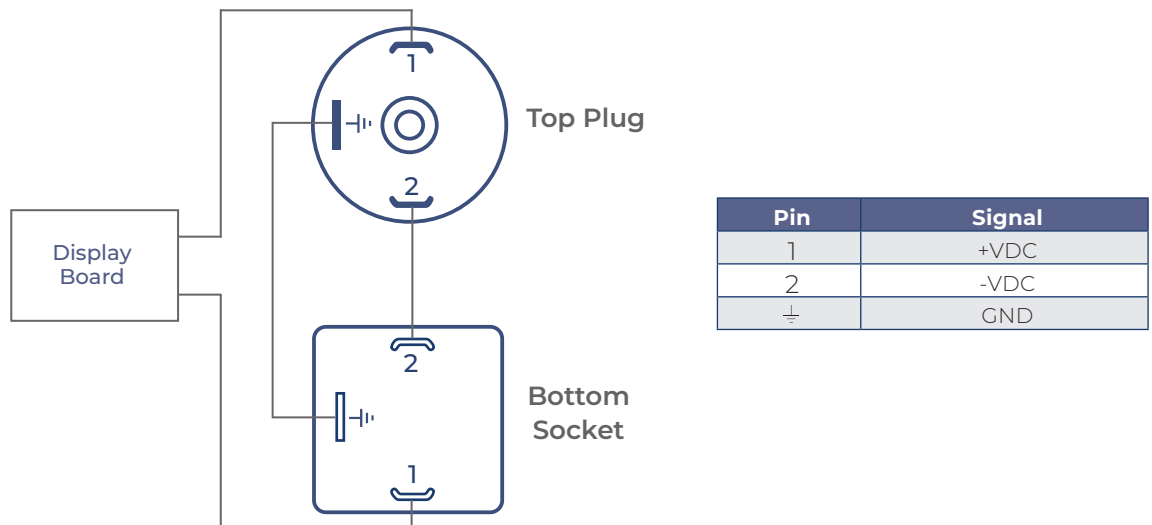 1
Top Plug
2
Display
Board
Pin Signal
1 +VDC
2 -VDC
⏚ GND
2
Bottom
Socket
1